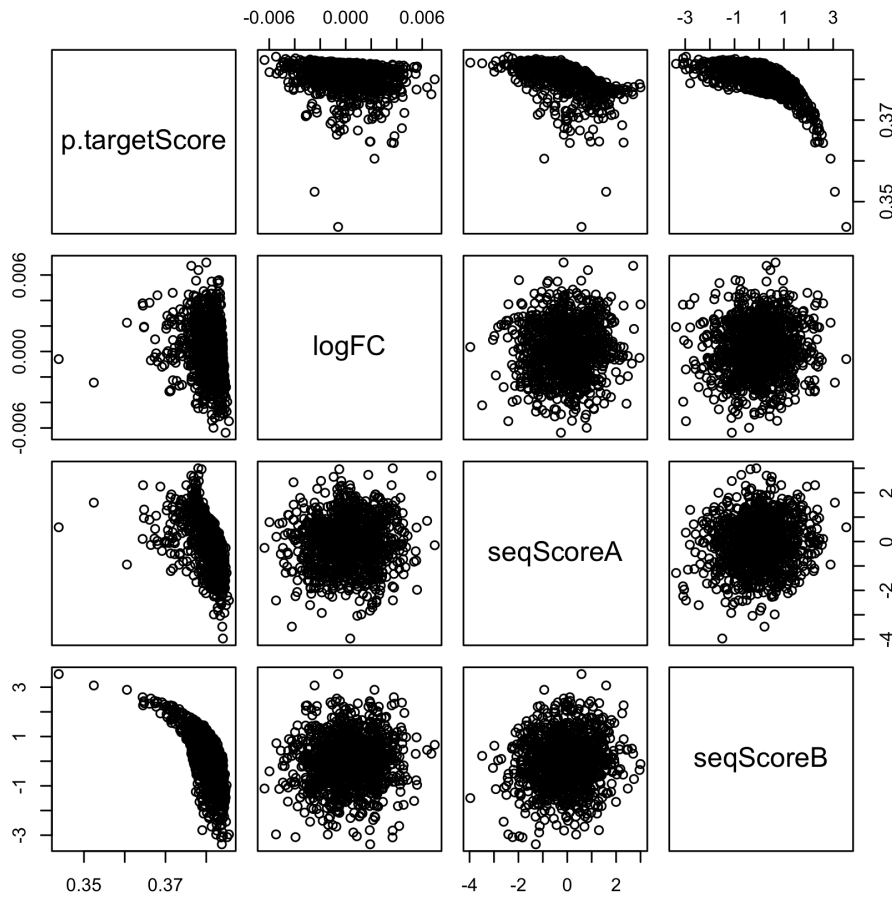 -0.006 0.000 0.006
-3 -1 1 3
p.targetScore
0.37
0.35
0.006
0.000
-0.006
logFC
seqScoreA
2
0
-2
-4
3
1
-1
-3
seqScoreB
0.35 0.37
-4 -2 0 2